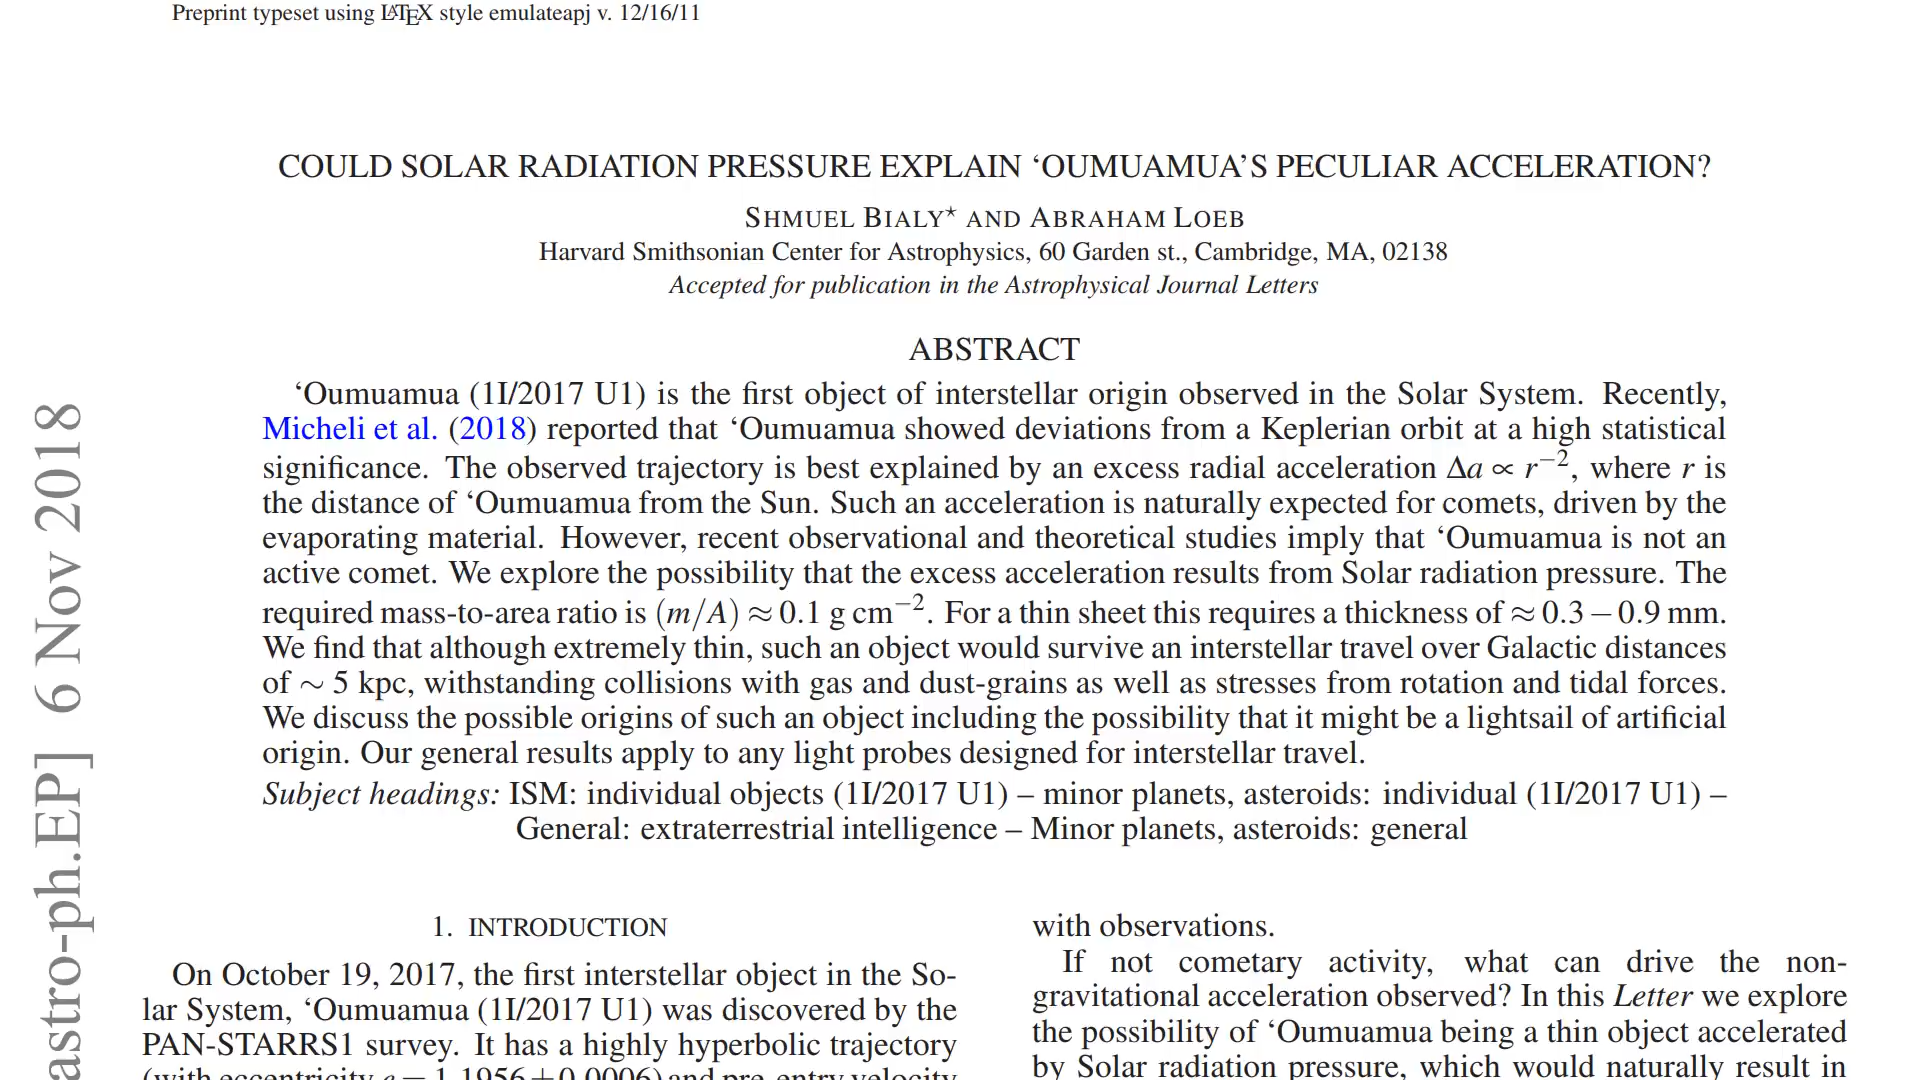 Preprint typeset using LATEX style emulateapj v. 12/16/11
COULD SOLAR RADIATION PRESSURE EXPLAIN ‘OUMUAMUA’S PECULIAR ACCELERATION?
SHMUEL BIALY⋆ AND ABRAHAM LOEB
Harvard Smithsonian Center for Astrophysics, 60 Garden st., Cambridge, MA, 02138
Accepted for publication in the Astrophysical Journal Letters
ABSTRACT
‘Oumuamua (1I/2017 U1) is the first object of interstellar origin observed in the Solar System. Recently,
Micheli et al. (2018) reported that ‘Oumuamua showed deviations from a Keplerian orbit at a high statistical
significance. The observed trajectory is best explained by an excess radial acceleration Δa ∝ r⁻², where r is
the distance of ‘Oumuamua from the Sun. Such an acceleration is naturally expected for comets, driven by the
evaporating material. However, recent observational and theoretical studies imply that ‘Oumuamua is not an
active comet. We explore the possibility that the excess acceleration results from Solar radiation pressure. The
required mass-to-area ratio is (m/A) ≈ 0.1 g cm⁻². For a thin sheet this requires a thickness of ≈ 0.3 − 0.9 mm.
We find that although extremely thin, such an object would survive an interstellar travel over Galactic distances
of ∼ 5 kpc, withstanding collisions with gas and dust-grains as well as stresses from rotation and tidal forces.
We discuss the possible origins of such an object including the possibility that it might be a lightsail of artificial
origin. Our general results apply to any light probes designed for interstellar travel.
Subject headings: ISM: individual objects (1I/2017 U1) – minor planets, asteroids: individual (1I/2017 U1) –
General: extraterrestrial intelligence – Minor planets, asteroids: general
1. INTRODUCTION
On October 19, 2017, the first interstellar object in the So-
lar System, ‘Oumuamua (1I/2017 U1) was discovered by the
PAN-STARRS1 survey. It has a highly hyperbolic trajectory
(with eccentricity e = 1.1956 ± 0.0006) and pre-entry velocity
with observations.
If not cometary activity, what can drive the non-
gravitational acceleration observed? In this Letter we explore
the possibility of ‘Oumuamua being a thin object accelerated
by Solar radiation pressure, which would naturally result in
astro-ph.EP] 6 Nov 2018